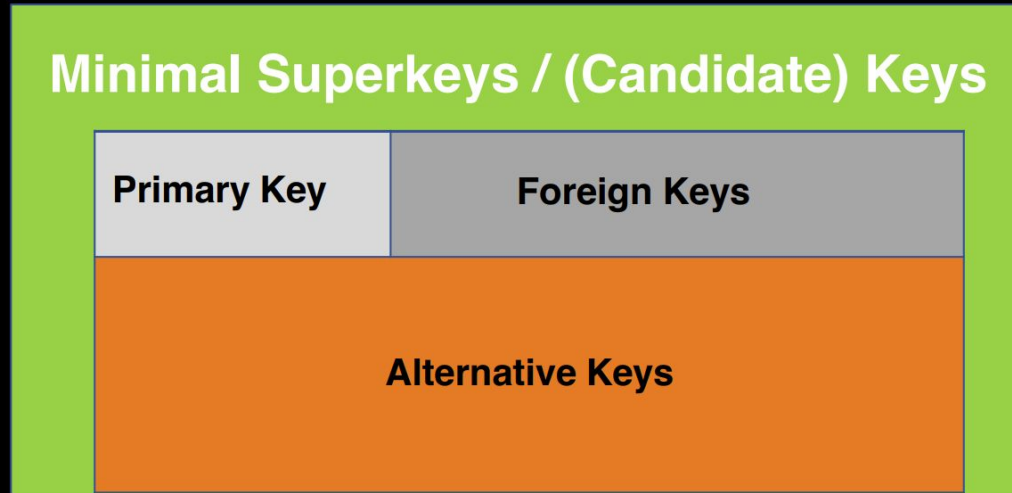 Minimal Superkeys / (Candidate) Keys
Primary Key
Foreign Keys
Alternative Keys